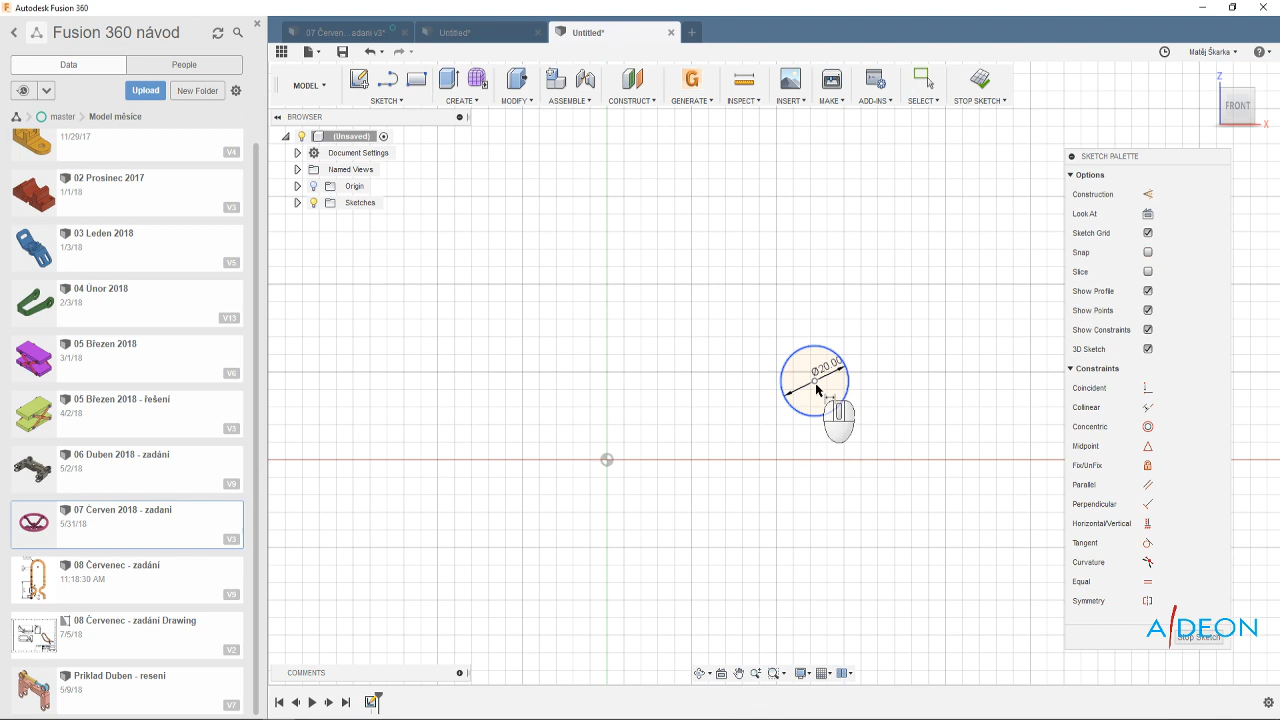 Autodesk Fusion 360
Fusion 360 návod
07 Červen...adani v3*
Untitled*
Untitled*
Matěj Škarka
Data
People
MODEL
SKETCH
CREATE
MODIFY
ASSEMBLE
CONSTRUCT
GENERATE
INSPECT
INSERT
MAKE
ADD-INS
SELECT
STOP SKETCH
Upload
New Folder
master
Model měsíce
BROWSER
(Unsaved)
Document Settings
Named Views
Origin
Sketches
11/29/17
V4
02 Prosinec 2017
1/1/18
V3
03 Leden 2018
1/3/18
V5
04 Únor 2018
2/3/18
V13
05 Březen 2018
3/1/18
V6
05 Březen 2018 - řešení
4/2/18
V3
06 Duben 2018 - zadání
5/2/18
V9
07 Červen 2018 - zadani
5/31/18
V3
08 Červenec - zadání
11:18:30 AM
V9
08 Červenec - zadání Drawing
7/5/18
V2
Priklad Duben - reseni
5/9/18
V7
Z
FRONT
X
Ø20.00
SKETCH PALETTE
Options
Construction
Look At
Sketch Grid
Snap
Slice
Show Profile
Show Points
Show Constraints
3D Sketch
Constraints
Coincident
Collinear
Concentric
Midpoint
Fix/UnFix
Parallel
Perpendicular
Horizontal/Vertical
Tangent
Curvature
Equal
Symmetry
Stop Sketch
A/DEON
COMMENTS